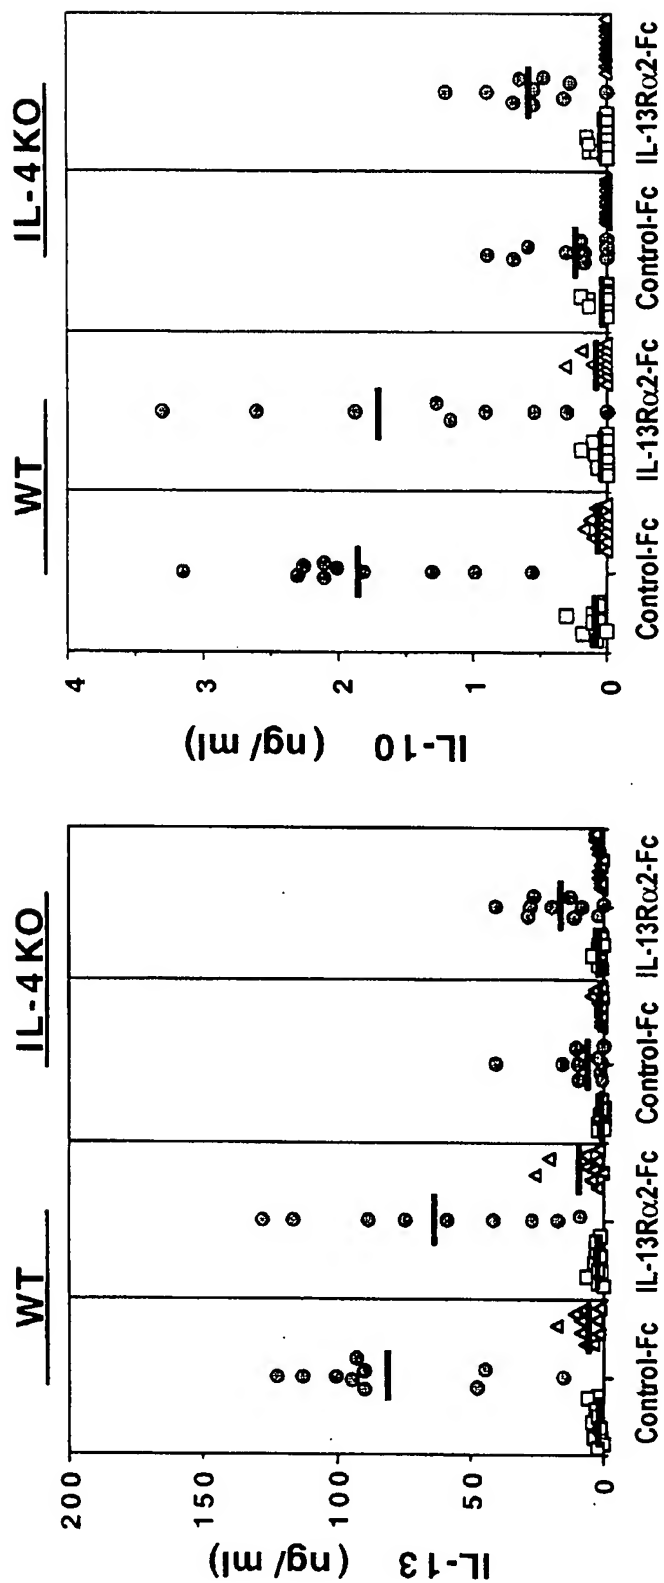 WT
IL-4 KO
IL-13 (ng/ml)
200
150
100
50
0
Control-Fc
IL-13Rα2-Fc
Control-Fc
IL-13Rα2-Fc
WT
IL-4 KO
IL-10 (ng/ml)
4
3
2
1
0
Control-Fc
IL-13Rα2-Fc
Control-Fc
IL-13Rα2-Fc